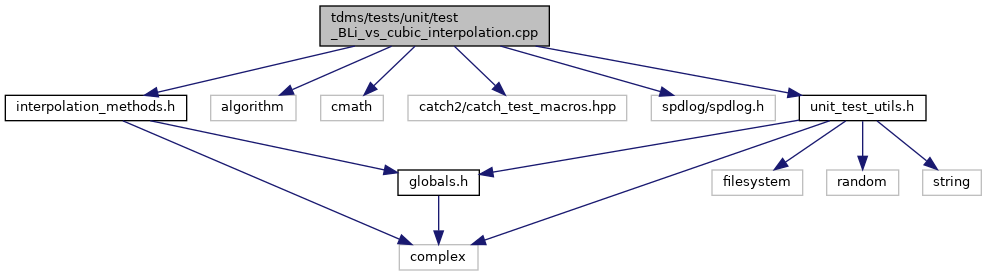 tdms/tests/unit/test
_BLi_vs_cubic_interpolation.cpp
interpolation_methods.h
algorithm
cmath
catch2/catch_test_macros.hpp
spdlog/spdlog.h
unit_test_utils.h
globals.h
filesystem
random
string
complex